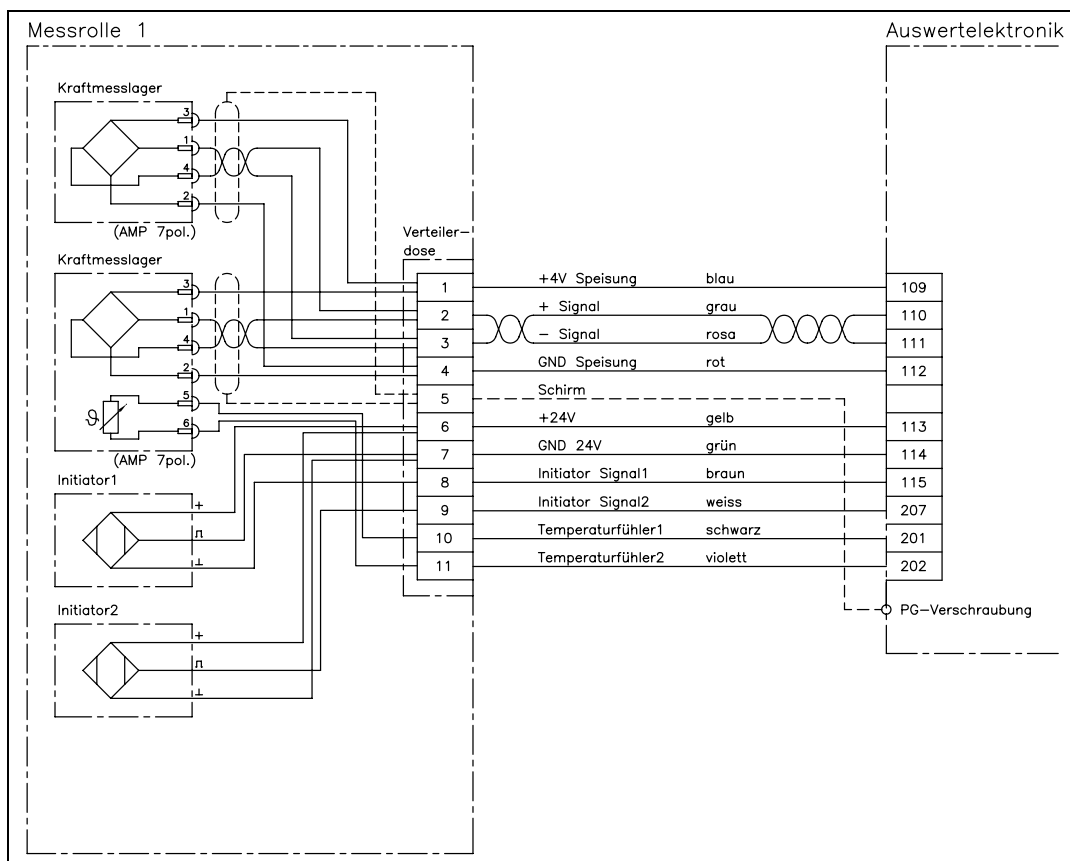 Messrolle 1
Auswertelektronik
Kraftmesslager
3
1
4
2
(AMP 7pol.)
Kraftmesslager
3
1
4
2
5
ϑ
6
(AMP 7pol.)
Initiator1
+
⊓
⊥
Initiator2
+
⊓
⊥
Verteiler-
dose
1 +4V Speisung blau 109
2 + Signal grau 110
3 - Signal rosa 111
4 GND Speisung rot 112
5 Schirm
6 +24V gelb 113
7 GND 24V grün 114
8 Initiator Signal1 braun 115
9 Initiator Signal2 weiss 207
10 Temperaturfühler1 schwarz 201
11 Temperaturfühler2 violett 202
PG-Verschraubung